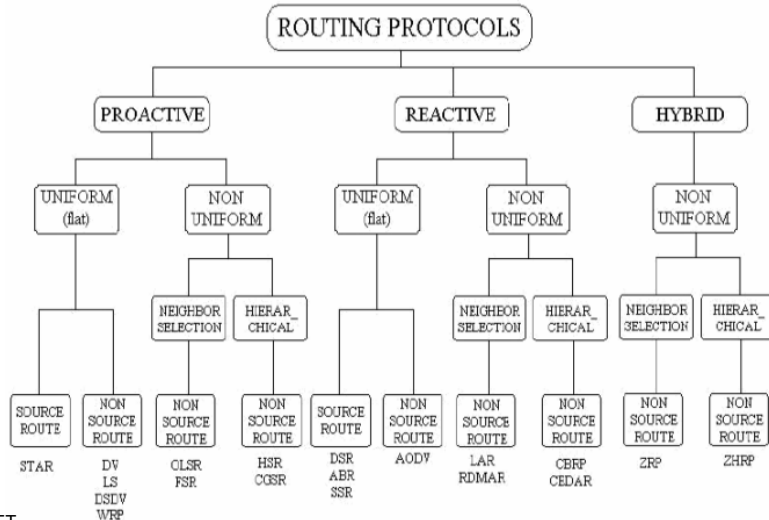 ROUTING PROTOCOLS
PROACTIVE
REACTIVE
HYBRID
UNIFORM
(flat)
NON
UNIFORM
UNIFORM
(flat)
NON
UNIFORM
NON
UNIFORM
NEIGHBOR
SELECTION
HIERAR_
CHICAL
NEIGHBOR
SELECTION
HIERAR_
CHICAL
NEIGHBOR
SELECTION
HIERAR_
CHICAL
SOURCE
ROUTE
NON
SOURCE
ROUTE
NON
SOURCE
ROUTE
NON
SOURCE
ROUTE
SOURCE
ROUTE
NON
SOURCE
ROUTE
NON
SOURCE
ROUTE
NON
SOURCE
ROUTE
NON
SOURCE
ROUTE
NON
SOURCE
ROUTE
STAR
DV
LS
DSDV
WRP
OLSR
FSR
HSR
CGSR
DSR
ABR
SSR
AODV
LAR
RDMAR
CBRP
CEDAR
ZRP
ZHRP